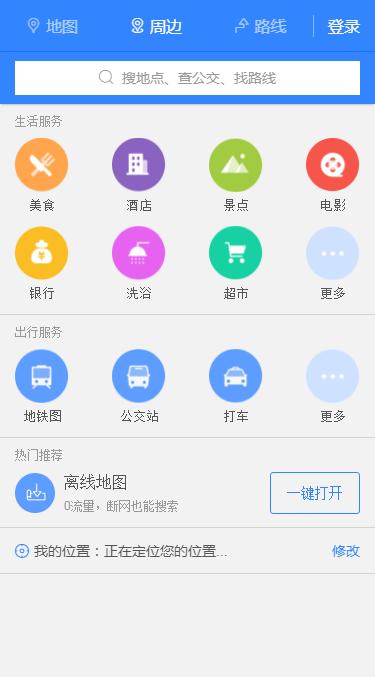 地图 周边 路线 登录
搜地点、查公交、找路线
生活服务
美食 酒店 景点 电影
银行 洗浴 超市 更多
出行服务
地铁图 公交站 打车 更多
热门推荐
离线地图
0流量，断网也能搜索
一键打开
我的位置：正在定位您的位置... 修改